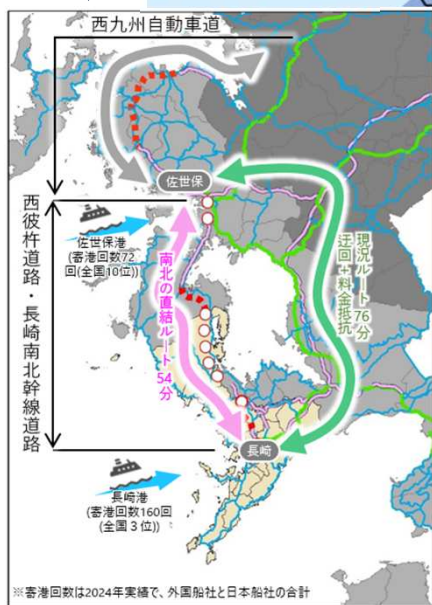 西九州自動車道
佐世保
西彼杵道路・長崎南北幹線道路
佐世保港
(寄港回数72
回(全国10位))
南北の直結ルート 54分
現況ルート 76分
迂回+料金抵抗
長崎
長崎港
(寄港回数160回
(全国3位))
※寄港回数は2024年実績で、外国船社と日本船社の合計